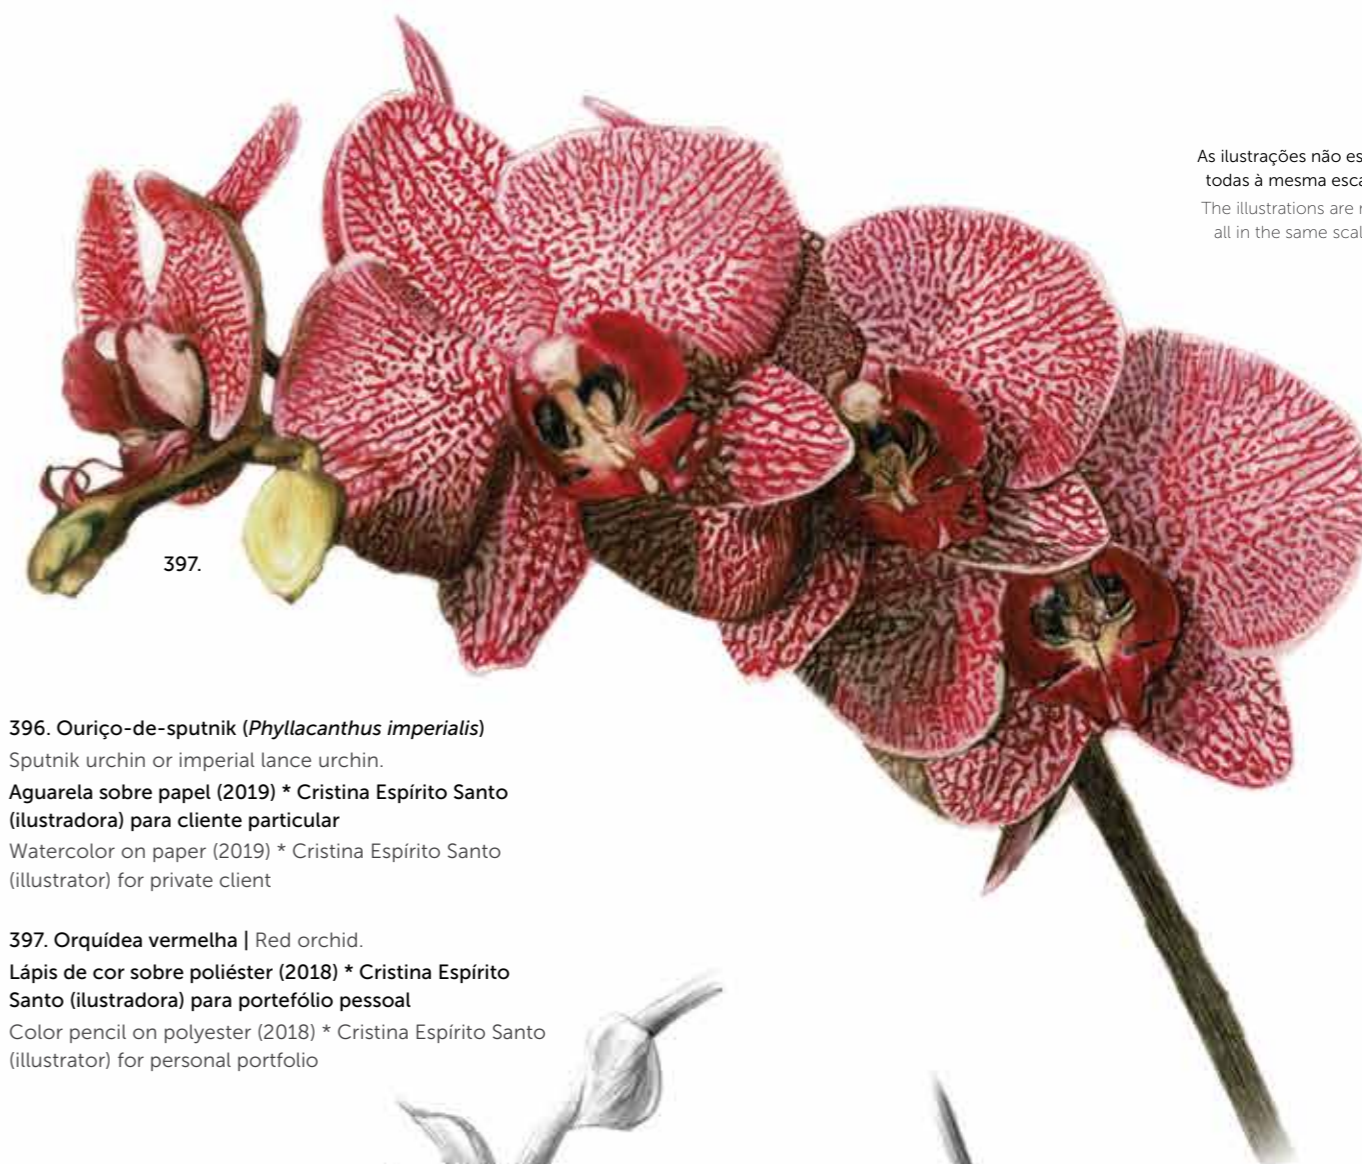 As ilustrações não
todas à mesma
The illustrations are
all in the same
397.
396. Ouriço-de-sputnik (Phyllacanthus imperialis)
Sputnik urchin or imperial lance urchin.
Aguarela sobre papel (2019) * Cristina Espírito Santo
(ilustradora) para cliente particular
Watercolor on paper (2019) * Cristina Espírito Santo
(illustrator) for private client
397. Orquídea vermelha | Red orchid.
Lápis de cor sobre poliéster (2018) * Cristina Espírito
Santo (ilustradora) para portefólio pessoal
Color pencil on polyester (2018) * Cristina Espírito Santo
(illustrator) for personal portfolio